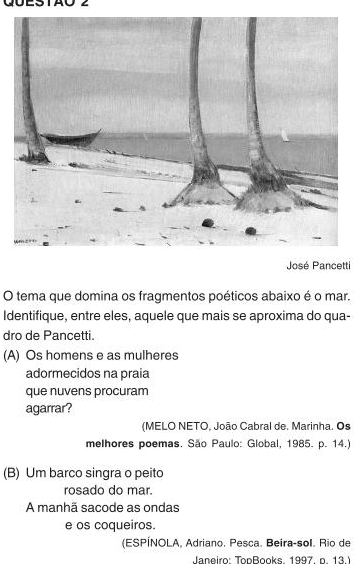 QUESTÃO 2
José Pancetti
O tema que domina os fragmentos poéticos abaixo é o mar.
Identifique, entre eles, aquele que mais se aproxima do qua-
dro de Pancetti.
(A) Os homens e as mulheres
adormecidos na praia
que nuvens procuram
agarrar?
(MELO NETO, João Cabral de. Marinha. Os
melhores poemas. São Paulo: Global, 1985. p. 14.)
(B) Um barco singra o peito
rosado do mar.
A manhã sacode as ondas
e os coqueiros.
(ESPÍNOLA, Adriano. Pesca. Beira-sol. Rio de
Janeiro: TopBooks, 1997. p. 13.)